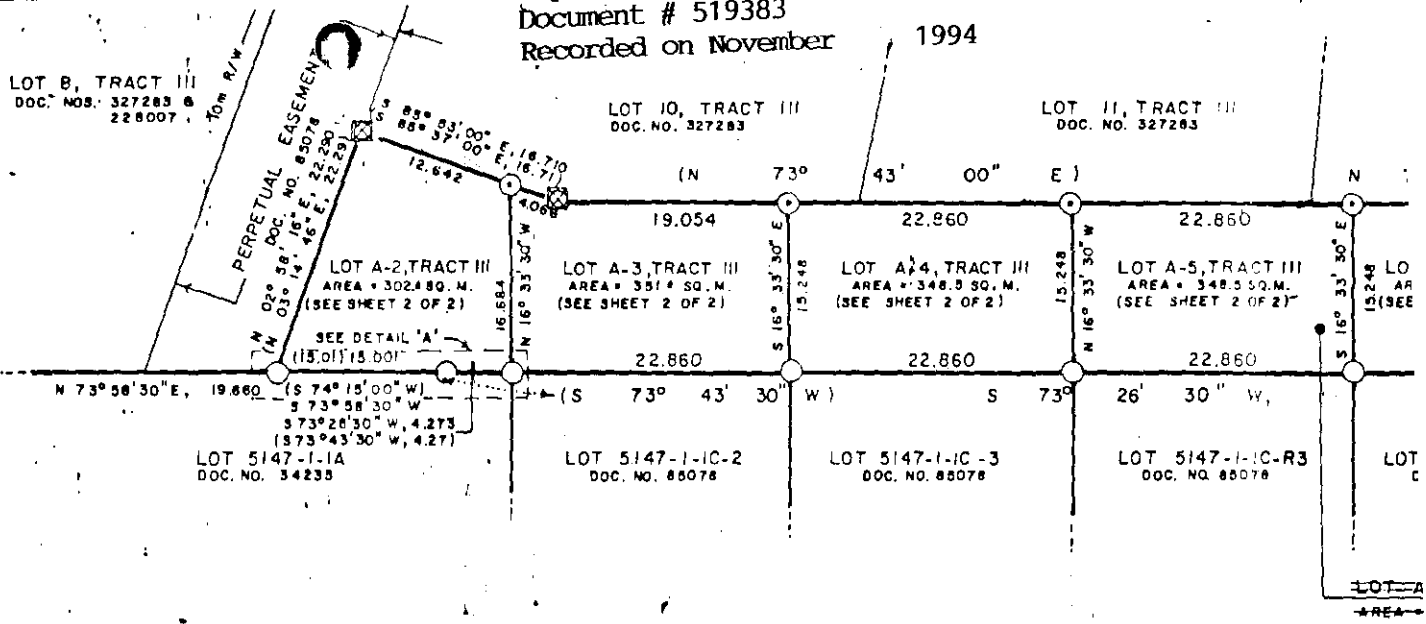 Document # 519383
Recorded on November 1994
LOT B, TRACT III
DOC. NOS. 327283 &
228007
10m R/W
PERPETUAL EASEMENT
DOC. NO. 85078
N 02° 58' 16" E, 22.290
(N 03° 14' 46" E, 22.29)
S 85° 53' 00" E, 16.710
S 85° 37' 00" E, 16.71)
12.642
4.068
LOT 10, TRACT III
DOC. NO. 327283
LOT 11, TRACT III
DOC. NO. 327283
(N 73° 43' 00" E)
N
19.054
22.860
22.860
LOT A-2, TRACT III
AREA = 302.4 SQ. M.
(SEE SHEET 2 OF 2)
16.684
N 16° 33' 30" W
LOT A-3, TRACT III
AREA = 351.4 SQ. M.
(SEE SHEET 2 OF 2)
S 16° 33' 30" E
15.248
LOT A-4, TRACT III
AREA = 348.5 SQ. M.
(SEE SHEET 2 OF 2)
15.248
N 16° 33' 30" W
LOT A-5, TRACT III
AREA = 348.5 SQ. M.
(SEE SHEET 2 OF 2)
S 16° 33' 30" E
15.248
LO
AR
(SEE
SEE DETAIL 'A'
(15.01) 15.001
22.860
22.860
22.860
N 73° 58' 30" E, 19.660
(S 74° 15' 00" W)
S 73° 58' 30" W
S 73° 26' 30" W, 4.273
(S 73° 43' 30" W, 4.27)
(S 73° 43' 30" W)
S 73° 26' 30" W,
LOT 5147-1-1A
DOC. NO. 34235
LOT 5147-1-1C-2
DOC. NO. 85078
LOT 5147-1-1C-3
DOC. NO. 85078
LOT 5147-1-1C-R3
DOC. NO. 85078
LOT
LOT A
AREA